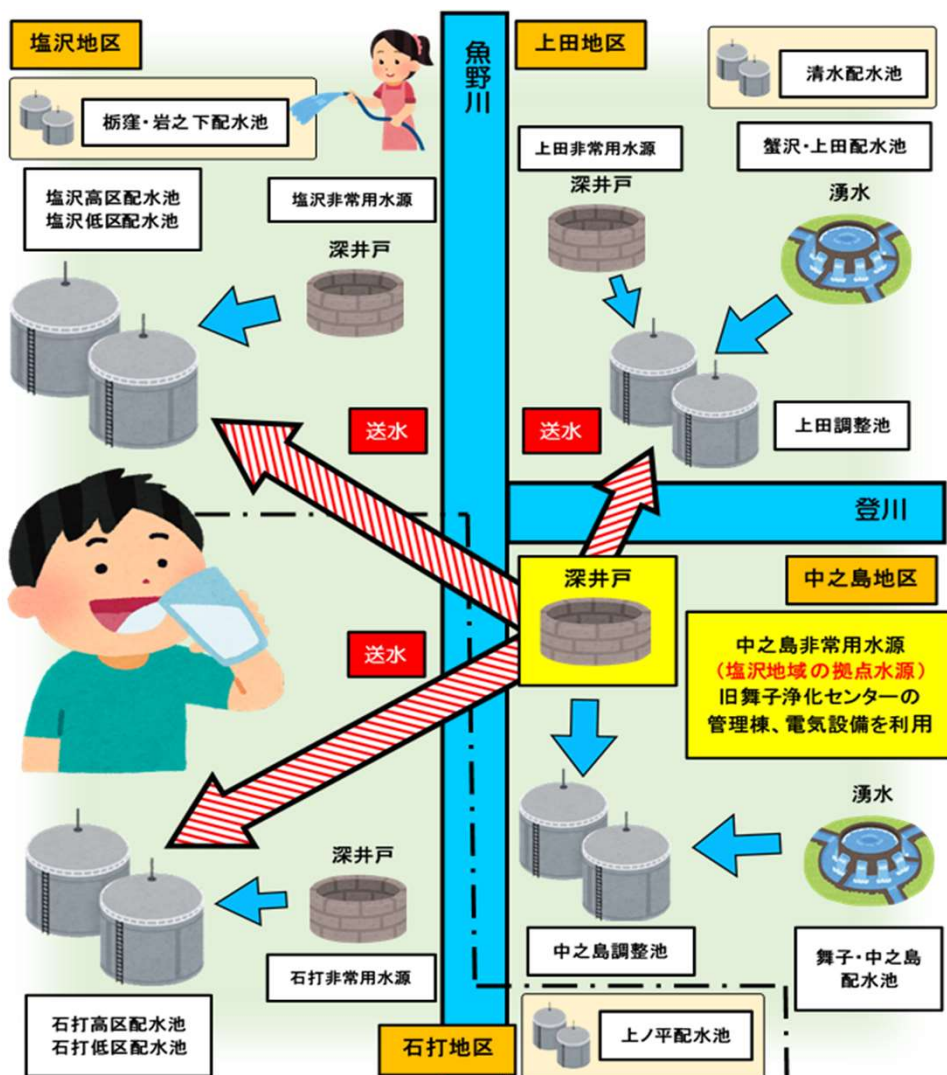 塩沢地区
栃窪・岩之下配水池
塩沢高区配水池
塩沢低区配水池
塩沢非常用水源
深井戸
魚野川
上田地区
清水配水池
上田非常用水源
深井戸
蟹沢・上田配水池
湧水
上田調整池
送水
送水
登川
深井戸
中之島地区
中之島非常用水源
（塩沢地域の拠点水源）
旧舞子浄化センターの
管理棟、電気設備を利用
送水
湧水
深井戸
石打非常用水源
中之島調整池
舞子・中之島
配水池
石打高区配水池
石打低区配水池
石打地区
上ノ平配水池